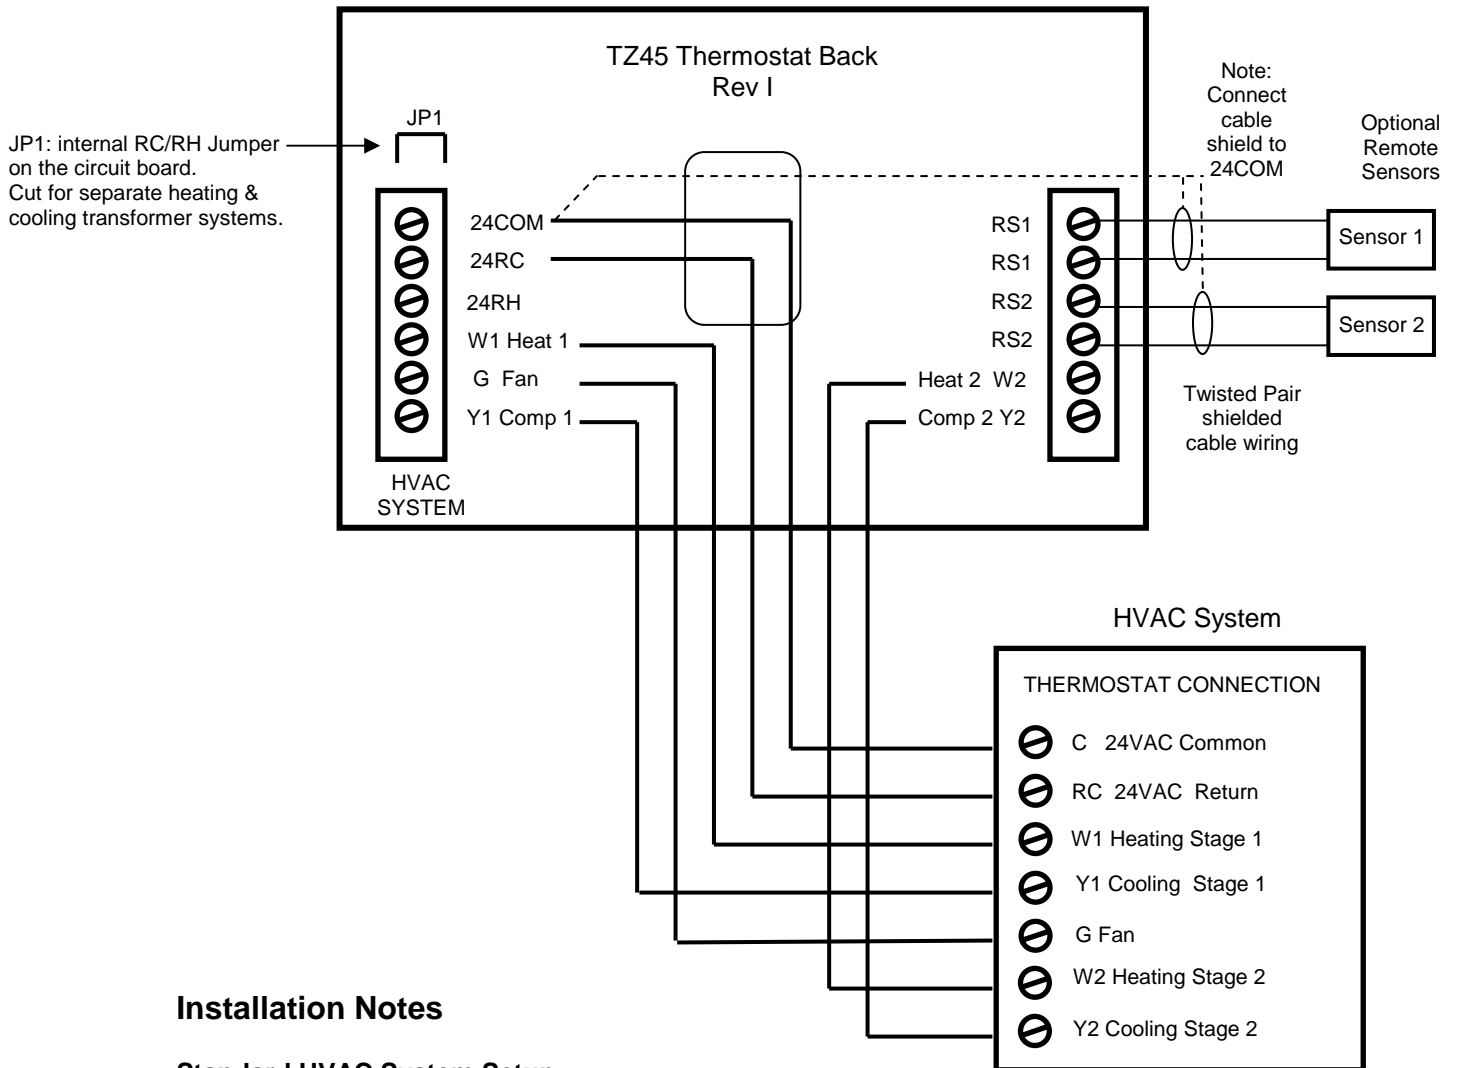 TZ45 Thermostat Back
Rev I
JP1
JP1: internal RC/RH Jumper
on the circuit board.
Cut for separate heating &
cooling transformer systems.
Note:
Connect
cable
shield to
24COM
Optional
Remote
Sensors
24COM
24RC
24RH
W1 Heat 1
G Fan
Y1 Comp 1
HVAC
SYSTEM
RS1
RS1
RS2
RS2
Heat 2 W2
Comp 2 Y2
Sensor 1
Sensor 2
Twisted Pair
shielded
cable wiring
HVAC System
THERMOSTAT CONNECTION
C 24VAC Common
RC 24VAC Return
W1 Heating Stage 1
Y1 Cooling Stage 1
G Fan
W2 Heating Stage 2
Y2 Cooling Stage 2
Installation Notes
Standard HVAC System Setup